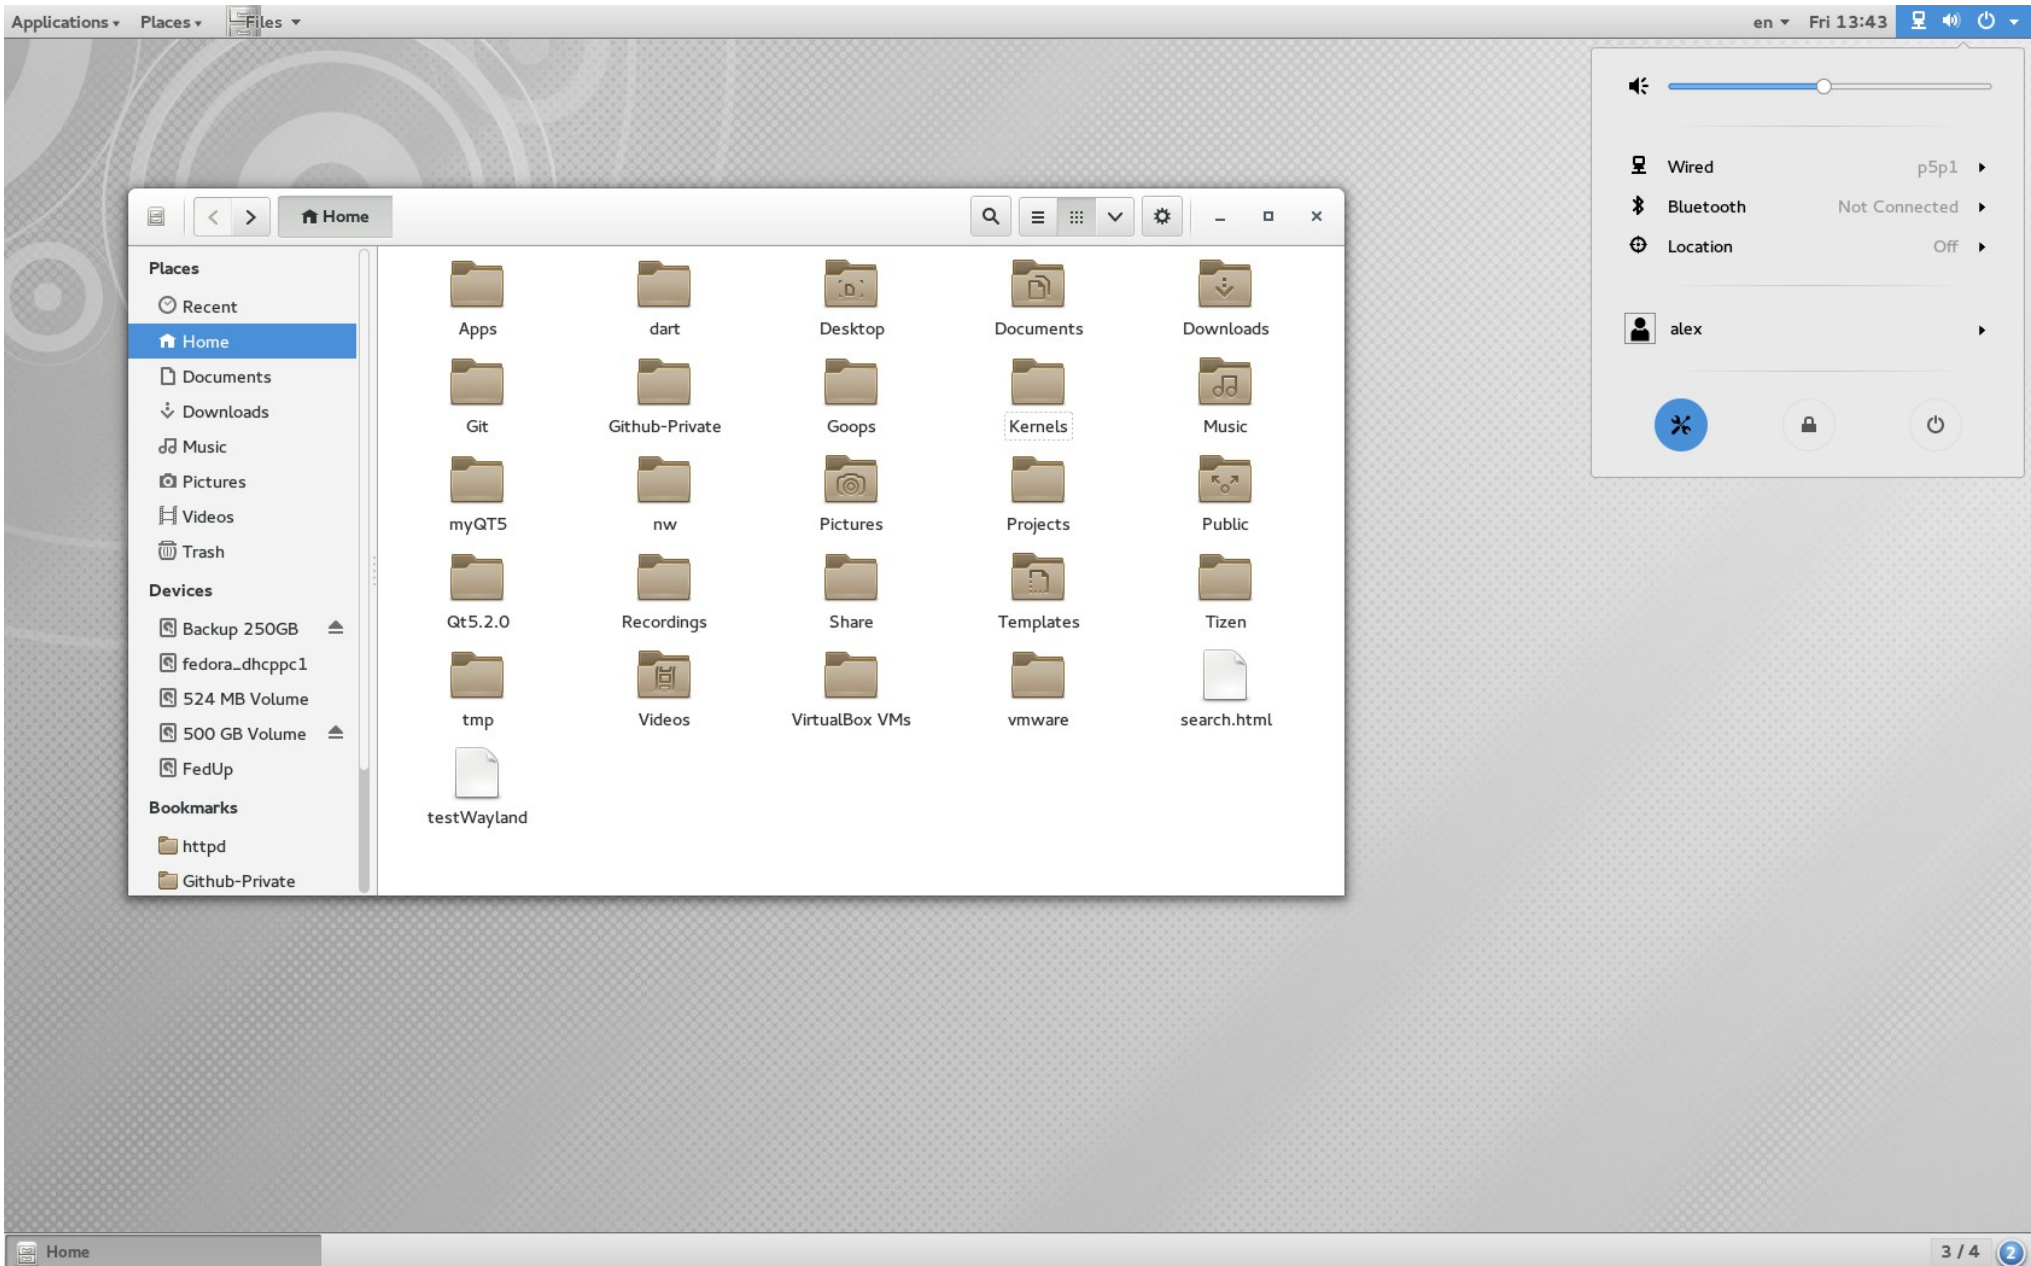 Applications Places Files en Fri 13:43
Wired p5p1
Bluetooth Not Connected
Location Off
alex
Home
Places
Recent
Home
Documents
Downloads
Music
Pictures
Videos
Trash
Devices
Backup 250GB
fedora_dhcppc1
524 MB Volume
500 GB Volume
FedUp
Bookmarks
httpd
Github-Private
Apps dart Desktop Documents Downloads
Git Github-Private Goops Kernels Music
myQT5 nw Pictures Projects Public
Qt5.2.0 Recordings Share Templates Tizen
tmp Videos VirtualBox VMs vmware search.html
testWayland
Home 3 / 4 2